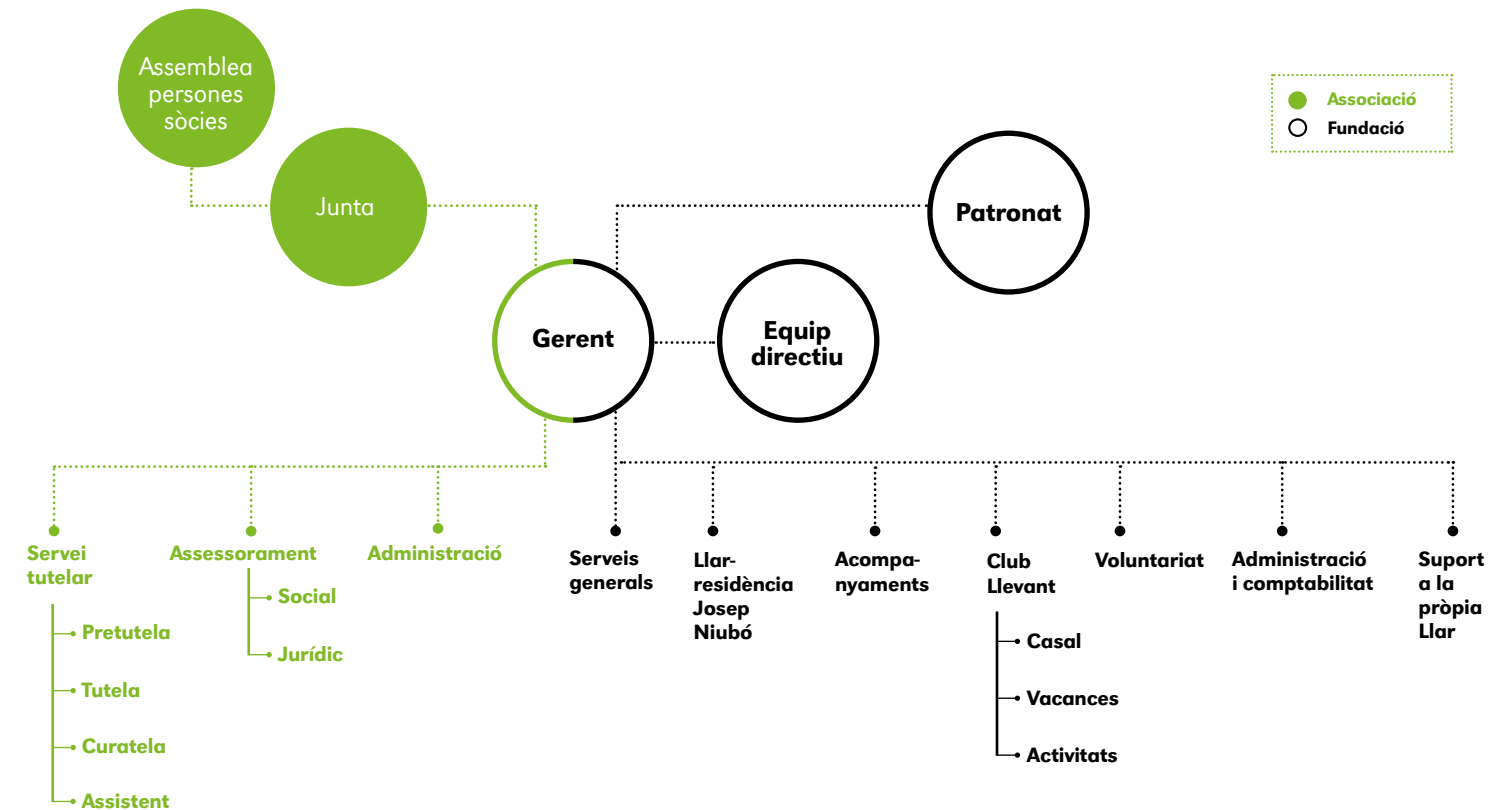 Assemblea
persones
sòcies
Junta
Associació
Fundació
Patronat
Gerent
Equip
directiu
Servei
tutelar
Pretutela
Tutela
Curatela
Assistent
Assessorament
Social
Jurídic
Administració
Serveis
generals
Llar-
residència
Josep
Niubó
Acompa-
nyaments
Club
Llevant
Casal
Vacances
Activitats
Voluntariat
Administració
i comptabilitat
Suport
a la
pròpia
Llar